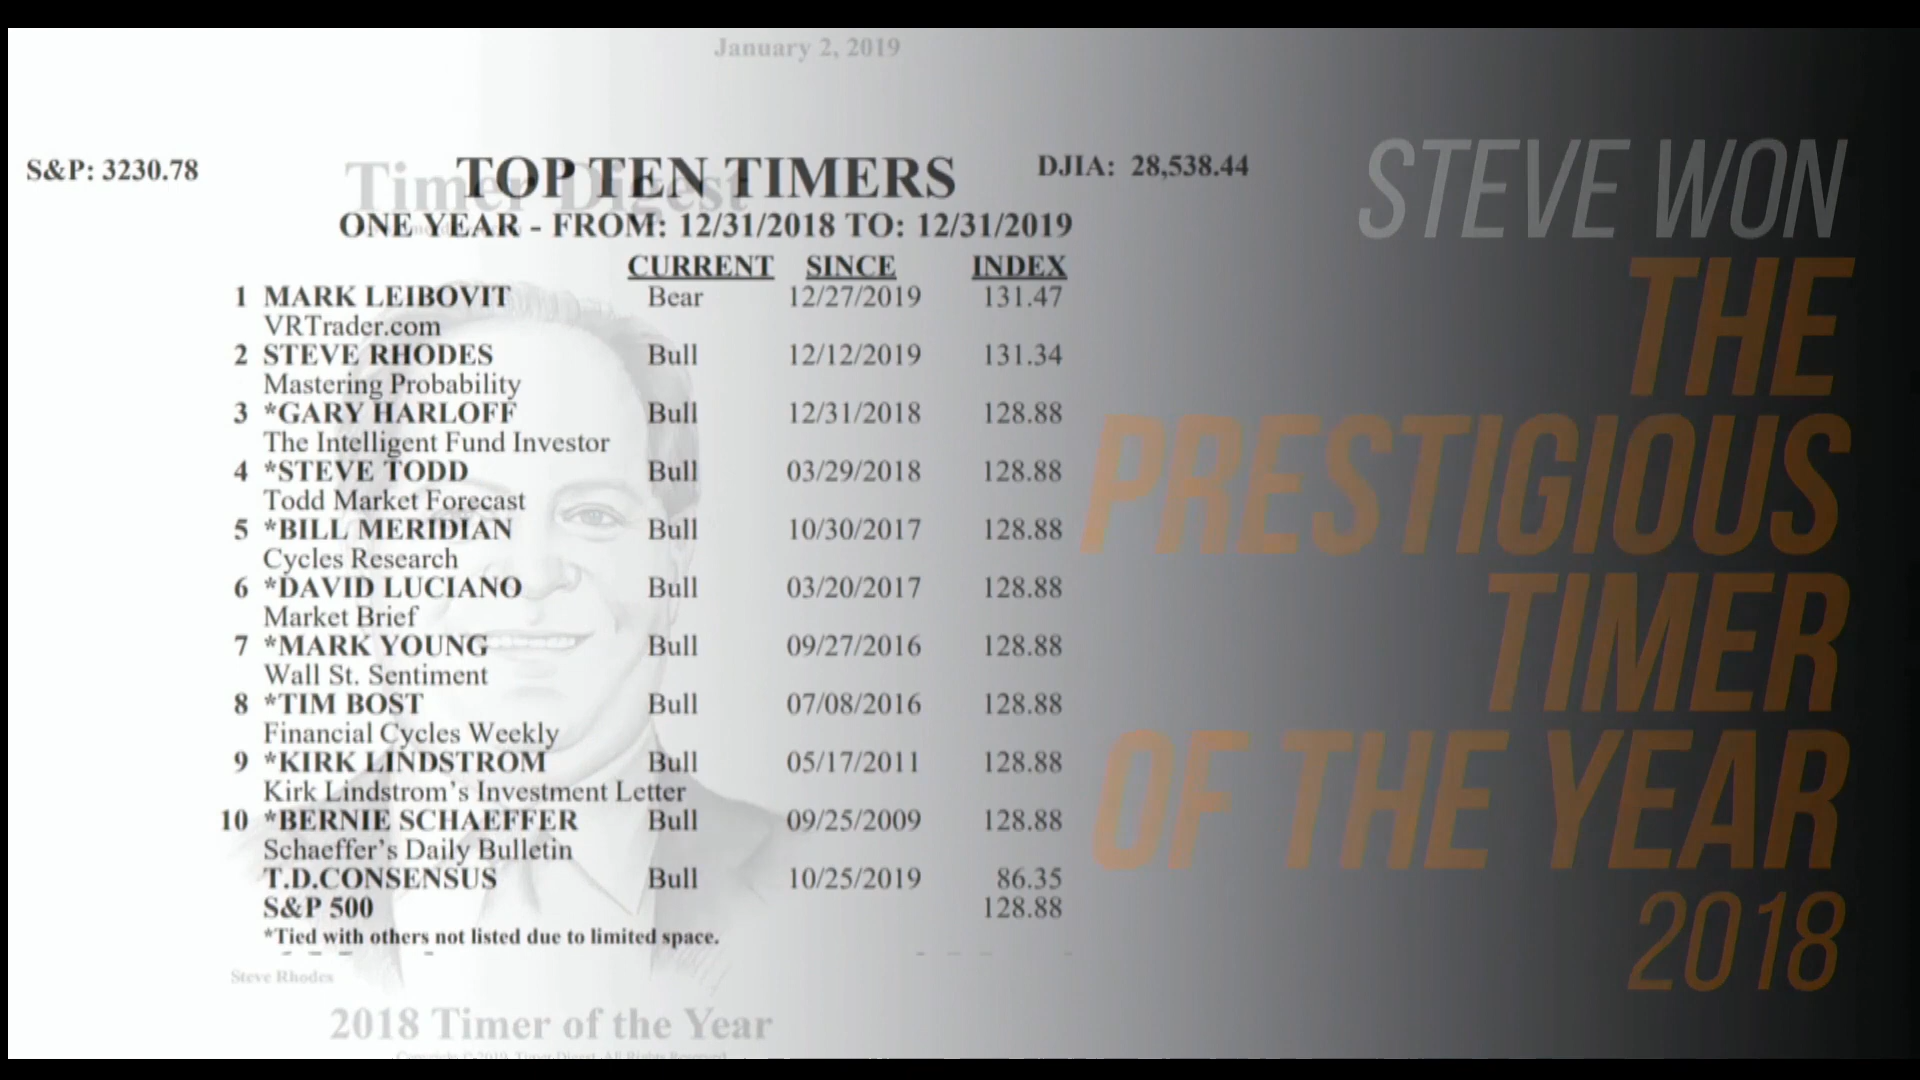 January 2, 2019
S&P: 3230.78
Timer Digest
TOP TEN TIMERS
DJIA: 28,538.44
ONE YEAR - FROM: 12/31/2018 TO: 12/31/2019
CURRENT SINCE INDEX
1 MARK LEIBOVIT Bear 12/27/2019 131.47
VRTrader.com
2 STEVE RHODES Bull 12/12/2019 131.34
Mastering Probability
3 *GARY HARLOFF Bull 12/31/2018 128.88
The Intelligent Fund Investor
4 *STEVE TODD Bull 03/29/2018 128.88
Todd Market Forecast
5 *BILL MERIDIAN Bull 10/30/2017 128.88
Cycles Research
6 *DAVID LUCIANO Bull 03/20/2017 128.88
Market Brief
7 *MARK YOUNG Bull 09/27/2016 128.88
Wall St. Sentiment
8 *TIM BOST Bull 07/08/2016 128.88
Financial Cycles Weekly
9 *KIRK LINDSTROM Bull 05/17/2011 128.88
Kirk Lindstrom's Investment Letter
10 *BERNIE SCHAEFFER Bull 09/25/2009 128.88
Schaeffer's Daily Bulletin
T.D.CONSENSUS Bull 10/25/2019 86.35
S&P 500 128.88
*Tied with others not listed due to limited space.
Steve Rhodes
2018 Timer of the Year
Copyright ©2019, Timer Digest, All Rights Reserved
STEVE WON
THE
PRESTIGIOUS
TIMER
OF THE YEAR
2018